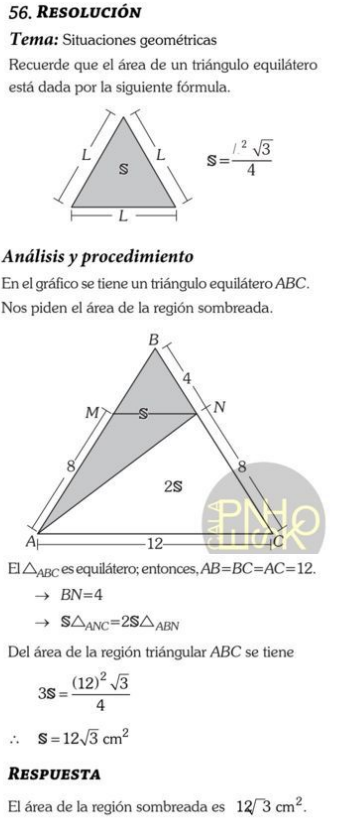 56. RESOLUCIÓN
Tema: Situaciones geométricas
Recuerde que el área de un triángulo equilátero
está dada por la siguiente fórmula.
L L
S
L
S = l² √3 / 4
Análisis y procedimiento
En el gráfico se tiene un triángulo equilátero ABC.
Nos piden el área de la región sombreada.
B
4
M S N
8 8
2S
A 12 C
El △ABC es equilátero; entonces, AB=BC=AC=12.
→ BN=4
→ S△ANC=2S△ABN
Del área de la región triángular ABC se tiene
3S = (12)² √3 / 4
∴ S = 12√3 cm²
RESPUESTA
El área de la región sombreada es 12√3 cm².